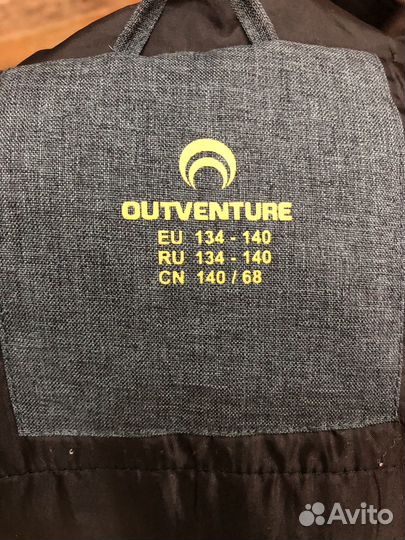 OUTVENTURE
EU 134 - 140
RU 134 - 140
CN 140 / 68
Avito